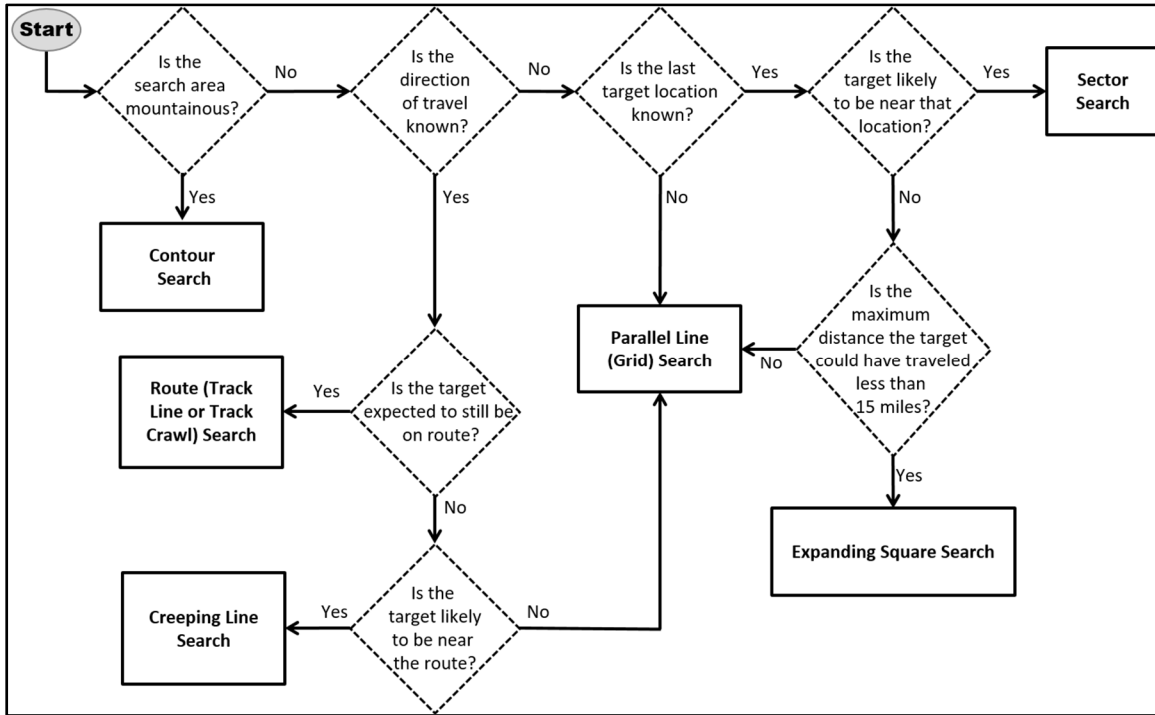 Start
Is the
search area
mountainous?
No
Yes
Contour
Search
Is the
direction
of travel
known?
No
Yes
Is the last
target location
known?
Yes
No
Is the
target likely
to be near that
location?
Yes
No
Sector
Search
Is the
maximum
distance the target
could have traveled
less than
15 miles?
No
Yes
Parallel Line
(Grid) Search
Expanding Square Search
Is the target
expected to still be
on route?
Yes
No
Route (Track
Line or Track
Crawl) Search
Is the
target likely
to be near
the route?
Yes
No
Creeping Line
Search